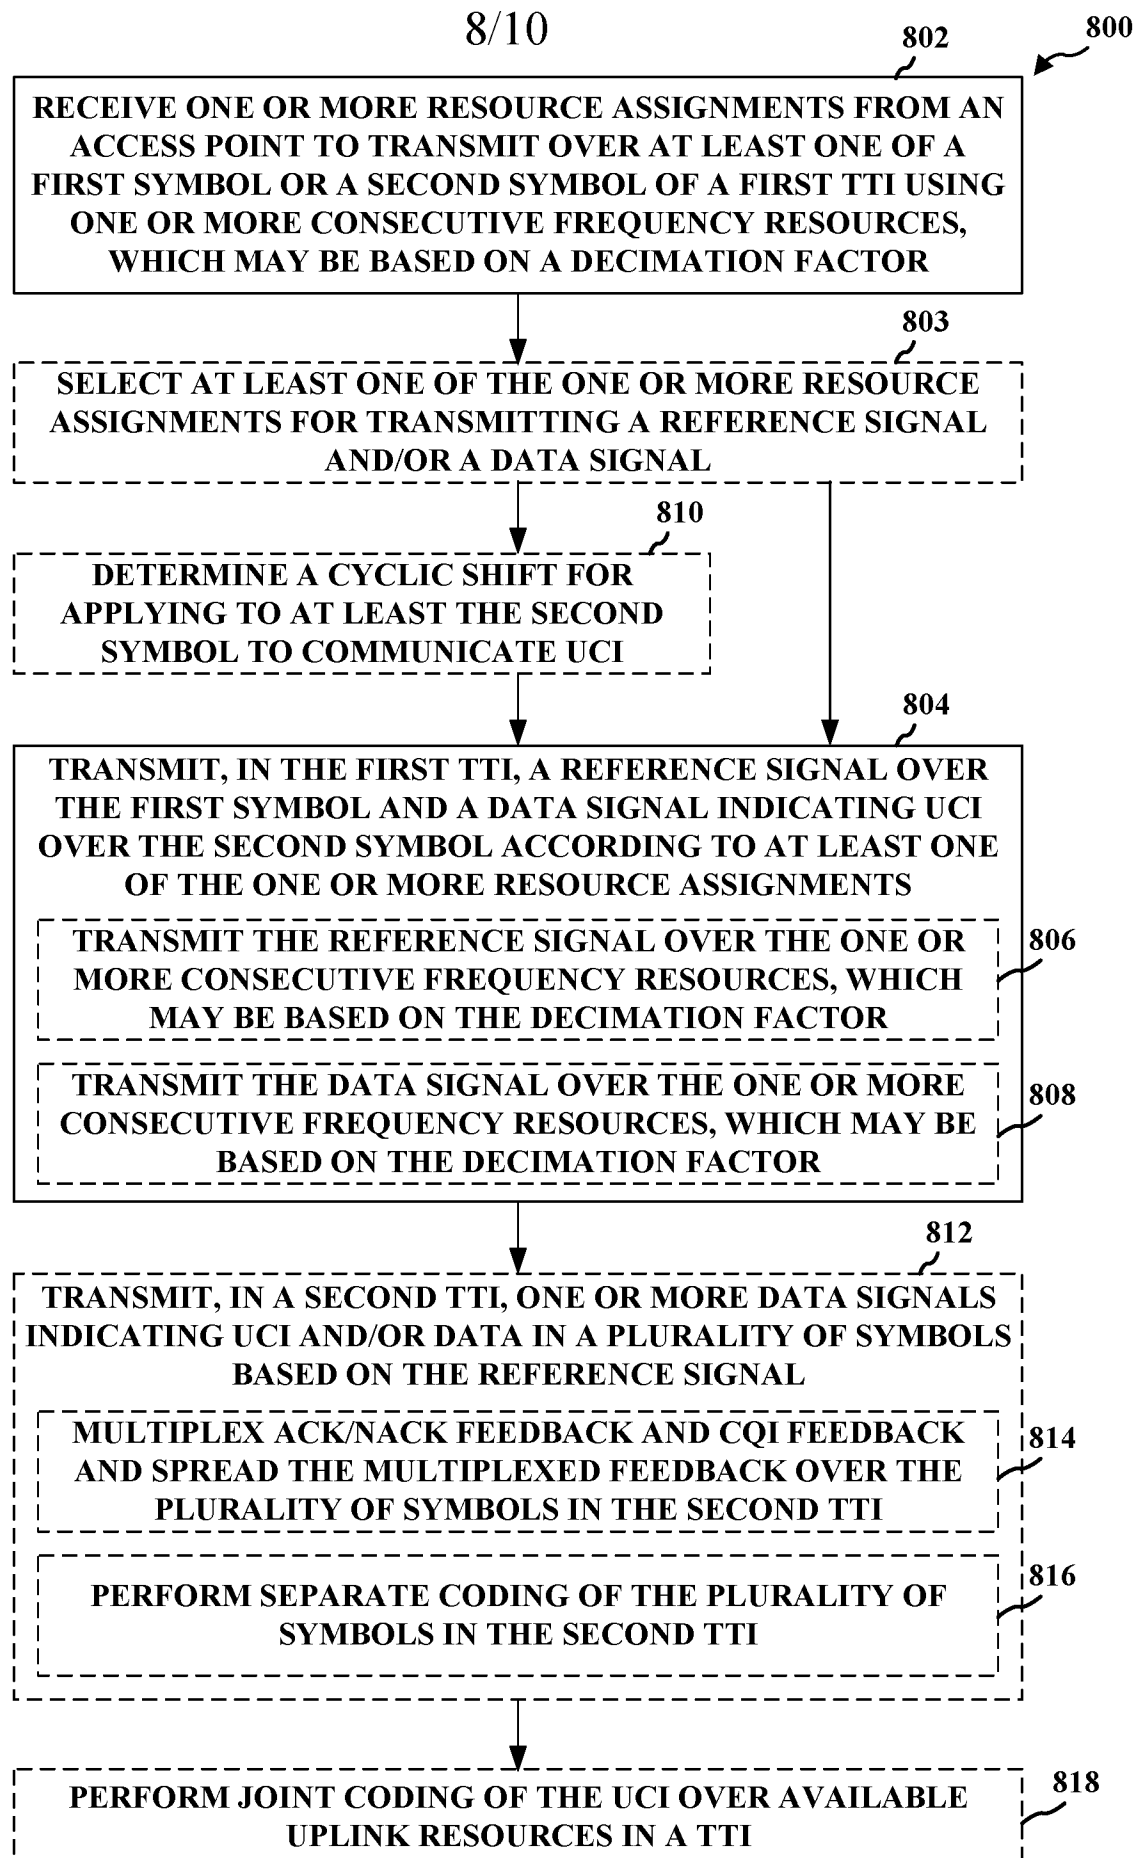 8/10
800
802
RECEIVE ONE OR MORE RESOURCE ASSIGNMENTS FROM AN
ACCESS POINT TO TRANSMIT OVER AT LEAST ONE OF A
FIRST SYMBOL OR A SECOND SYMBOL OF A FIRST TTI USING
ONE OR MORE CONSECUTIVE FREQUENCY RESOURCES,
WHICH MAY BE BASED ON A DECIMATION FACTOR
803
SELECT AT LEAST ONE OF THE ONE OR MORE RESOURCE
ASSIGNMENTS FOR TRANSMITTING A REFERENCE SIGNAL
AND/OR A DATA SIGNAL
810
DETERMINE A CYCLIC SHIFT FOR
APPLYING TO AT LEAST THE SECOND
SYMBOL TO COMMUNICATE UCI
804
TRANSMIT, IN THE FIRST TTI, A REFERENCE SIGNAL OVER
THE FIRST SYMBOL AND A DATA SIGNAL INDICATING UCI
OVER THE SECOND SYMBOL ACCORDING TO AT LEAST ONE
OF THE ONE OR MORE RESOURCE ASSIGNMENTS
TRANSMIT THE REFERENCE SIGNAL OVER THE ONE OR
MORE CONSECUTIVE FREQUENCY RESOURCES, WHICH
MAY BE BASED ON THE DECIMATION FACTOR
806
TRANSMIT THE DATA SIGNAL OVER THE ONE OR MORE
CONSECUTIVE FREQUENCY RESOURCES, WHICH MAY BE
BASED ON THE DECIMATION FACTOR
808
812
TRANSMIT, IN A SECOND TTI, ONE OR MORE DATA SIGNALS
INDICATING UCI AND/OR DATA IN A PLURALITY OF SYMBOLS
BASED ON THE REFERENCE SIGNAL
MULTIPLEX ACK/NACK FEEDBACK AND CQI FEEDBACK
AND SPREAD THE MULTIPLEXED FEEDBACK OVER THE
PLURALITY OF SYMBOLS IN THE SECOND TTI
814
PERFORM SEPARATE CODING OF THE PLURALITY OF
SYMBOLS IN THE SECOND TTI
816
PERFORM JOINT CODING OF THE UCI OVER AVAILABLE
UPLINK RESOURCES IN A TTI
818